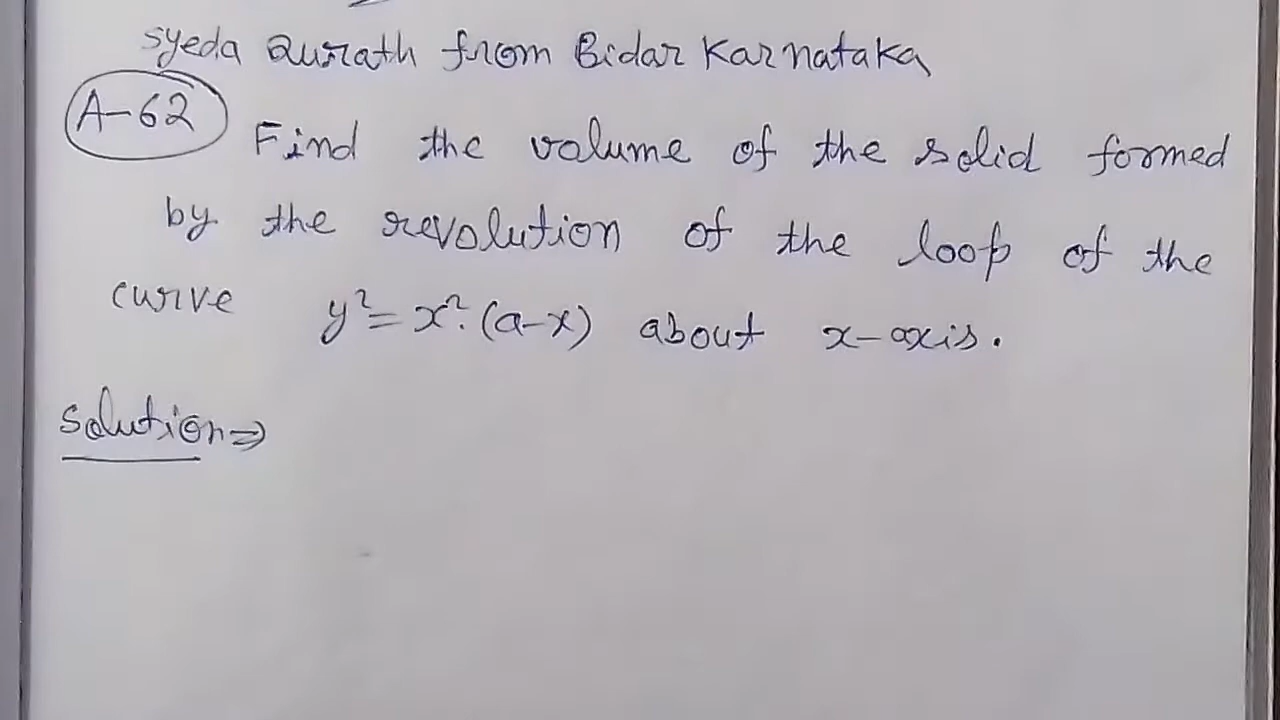 syeda Qurath from Bidar Karnataka
A-62 Find the volume of the solid formed
by the revolution of the loop of the
curve y²= x².(a-x) about x-axis.
Solution⇒